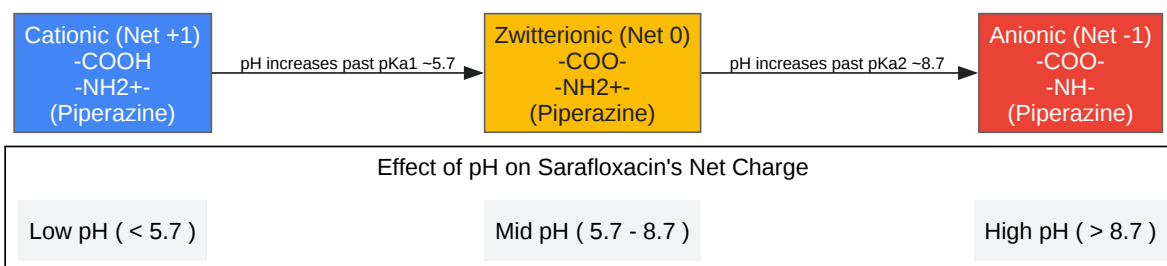 Cationic (Net +1)
-COOH
-NH2+-
(Piperazine)
pH increases past pKa1 ~5.7
Zwitterionic (Net 0)
-COO-
-NH2+-
(Piperazine)
pH increases past pKa2 ~8.7
Anionic (Net -1)
-COO-
-NH-
(Piperazine)
Effect of pH on Sarafloxacin's Net Charge
Low pH ( < 5.7 )
Mid pH ( 5.7 - 8.7 )
High pH ( > 8.7 )